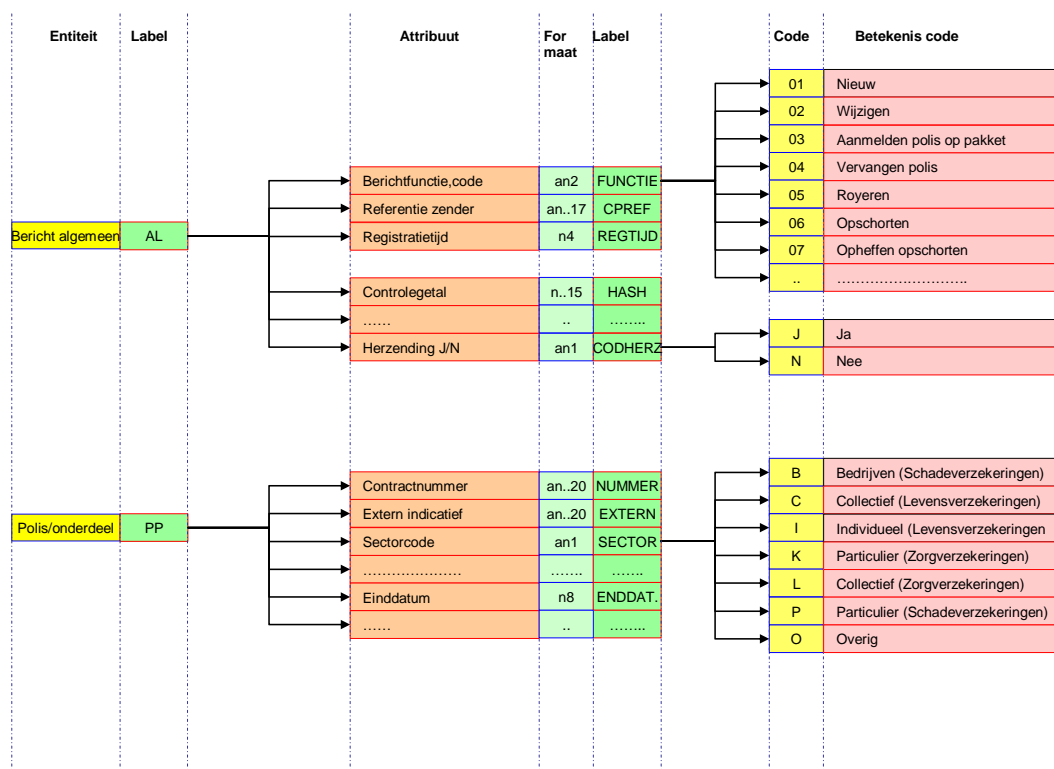 Entiteit Label Attribuut For maat Label Code Betekenis code
01 Nieuw
02 Wijzigen
03 Aanmelden polis op pakket
04 Vervangen polis
05 Royeren
06 Opschorten
07 Opheffen opschorten
.. ............................
Bericht algemeen AL
Berichtfunctie,code an2 FUNCTIE
Referentie zender an..17 CPREF
Registratietijd n4 REGTIJD
Controlegetal n..15 HASH
...... .. ........
Herzending J/N an1 CODHERZ
J Ja
N Nee
Polis/onderdeel PP
Contractnummer an..20 NUMMER
Extern indicatief an..20 EXTERN
Sectorcode an1 SECTOR
..................... ....... .......
Einddatum n8 ENDDAT.
...... .. ........
B Bedrijven (Schadeverzekeringen)
C Collectief (Levensverzekeringen)
I Individueel (Levensverzekeringen
K Particulier (Zorgverzekeringen)
L Collectief (Zorgverzekeringen)
P Particulier (Schadeverzekeringen)
O Overig